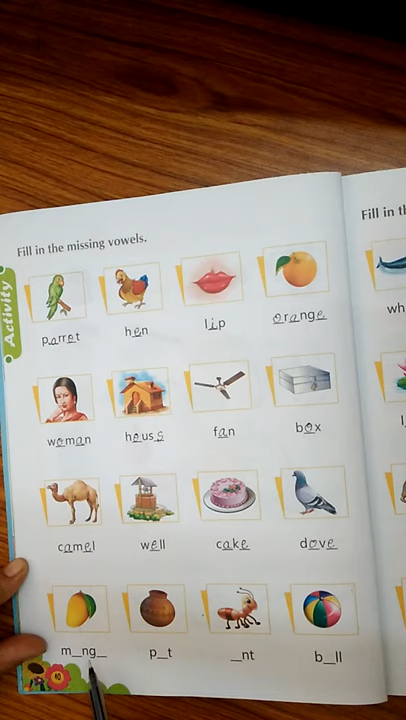 Fill in the missing vowels.
Activity
parrot hen lip orange
woman house fan box
camel well cake dove
m_ng_ p_t _nt b_ll
40
Fill in th
wh